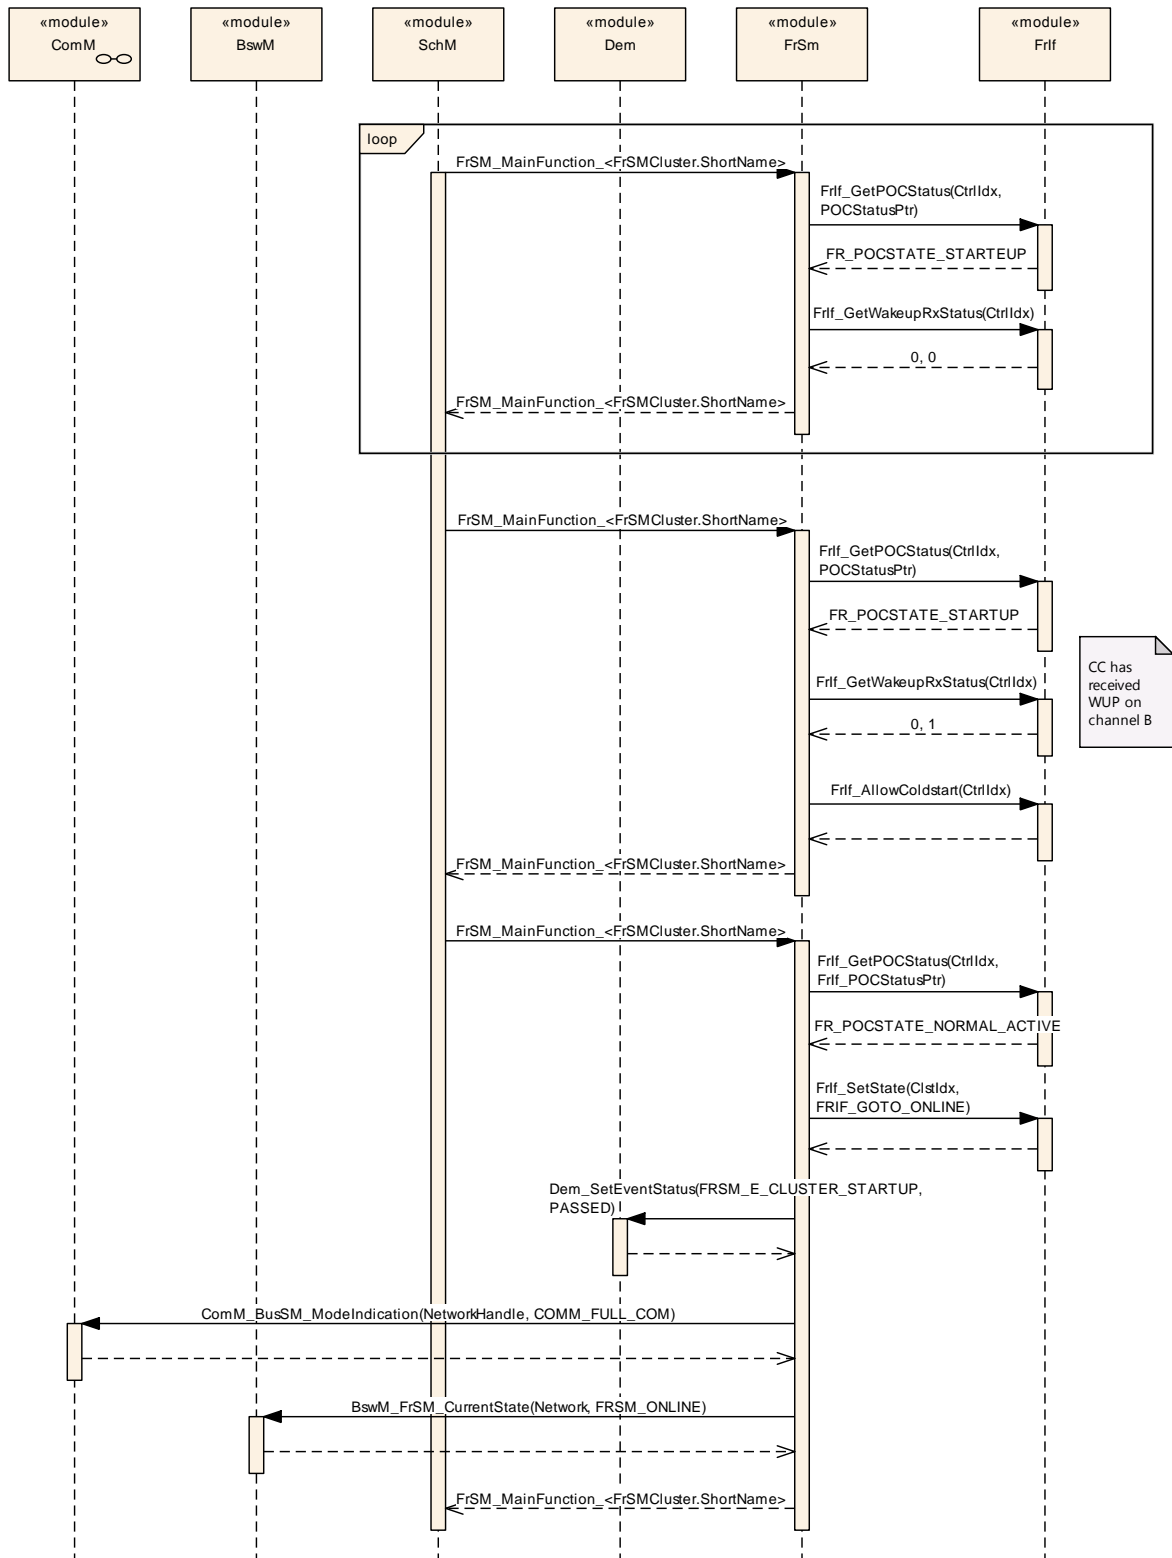 «module»
ComM
«module»
BswM
«module»
SchM
«module»
Dem
«module»
FrSm
«module»
FrIf
loop
FrSM_MainFunction_<FrSMCluster.ShortName>
FrIf_GetPOCStatus(CtrlIdx,
POCStatusPtr)
FR_POCSTATE_STARTEUP
FrIf_GetWakeupRxStatus(CtrlIdx)
0, 0
FrSM_MainFunction_<FrSMCluster.ShortName>
FrSM_MainFunction_<FrSMCluster.ShortName>
FrIf_GetPOCStatus(CtrlIdx,
POCStatusPtr)
FR_POCSTATE_STARTUP
CC has
received
WUP on
channel B
FrIf_GetWakeupRxStatus(CtrlIdx)
0, 1
FrIf_AllowColdstart(CtrlIdx)
FrSM_MainFunction_<FrSMCluster.ShortName>
FrSM_MainFunction_<FrSMCluster.ShortName>
FrIf_GetPOCStatus(CtrlIdx,
FrIf_POCStatusPtr)
FR_POCSTATE_NORMAL_ACTIVE
FrIf_SetState(ClstIdx,
FRIF_GOTO_ONLINE)
Dem_SetEventStatus(FRSM_E_CLUSTER_STARTUP,
PASSED)
ComM_BusSM_ModeIndication(NetworkHandle, COMM_FULL_COM)
BswM_FrSM_CurrentState(Network, FRSM_ONLINE)
FrSM_MainFunction_<FrSMCluster.ShortName>